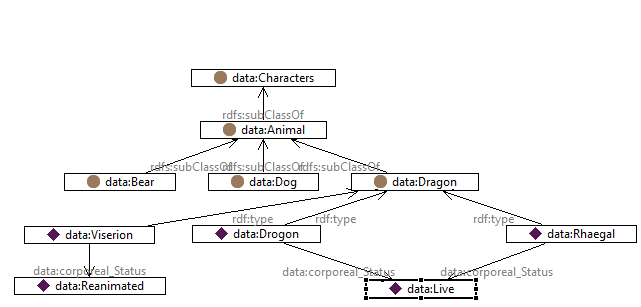 data:Characters
rdfs:subClassOf
data:Animal
rdfs:subClassOf rdfs:subClassOf rdfs:subClassOf
data:Bear data:Dog data:Dragon
rdf:type rdf:type rdf:type
data:Viserion data:Drogon data:Rhaegal
data:corporeal_Status data:corporeal_Status data:corporeal_Status
data:Reanimated data:Live